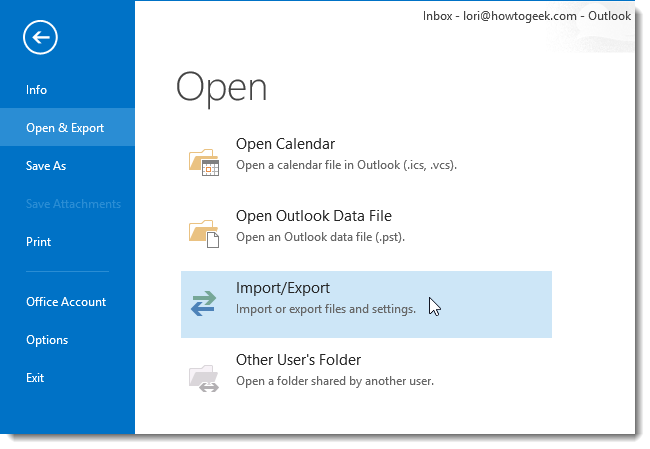 Inbox - lori@howtogeek.com - Outlook
Info
Open & Export
Save As
Save Attachments
Print
Office Account
Options
Exit
Open
Open Calendar
Open a calendar file in Outlook (.ics, .vcs).
Open Outlook Data File
Open an Outlook data file (.pst).
Import/Export
Import or export files and settings.
Other User's Folder
Open a folder shared by another user.